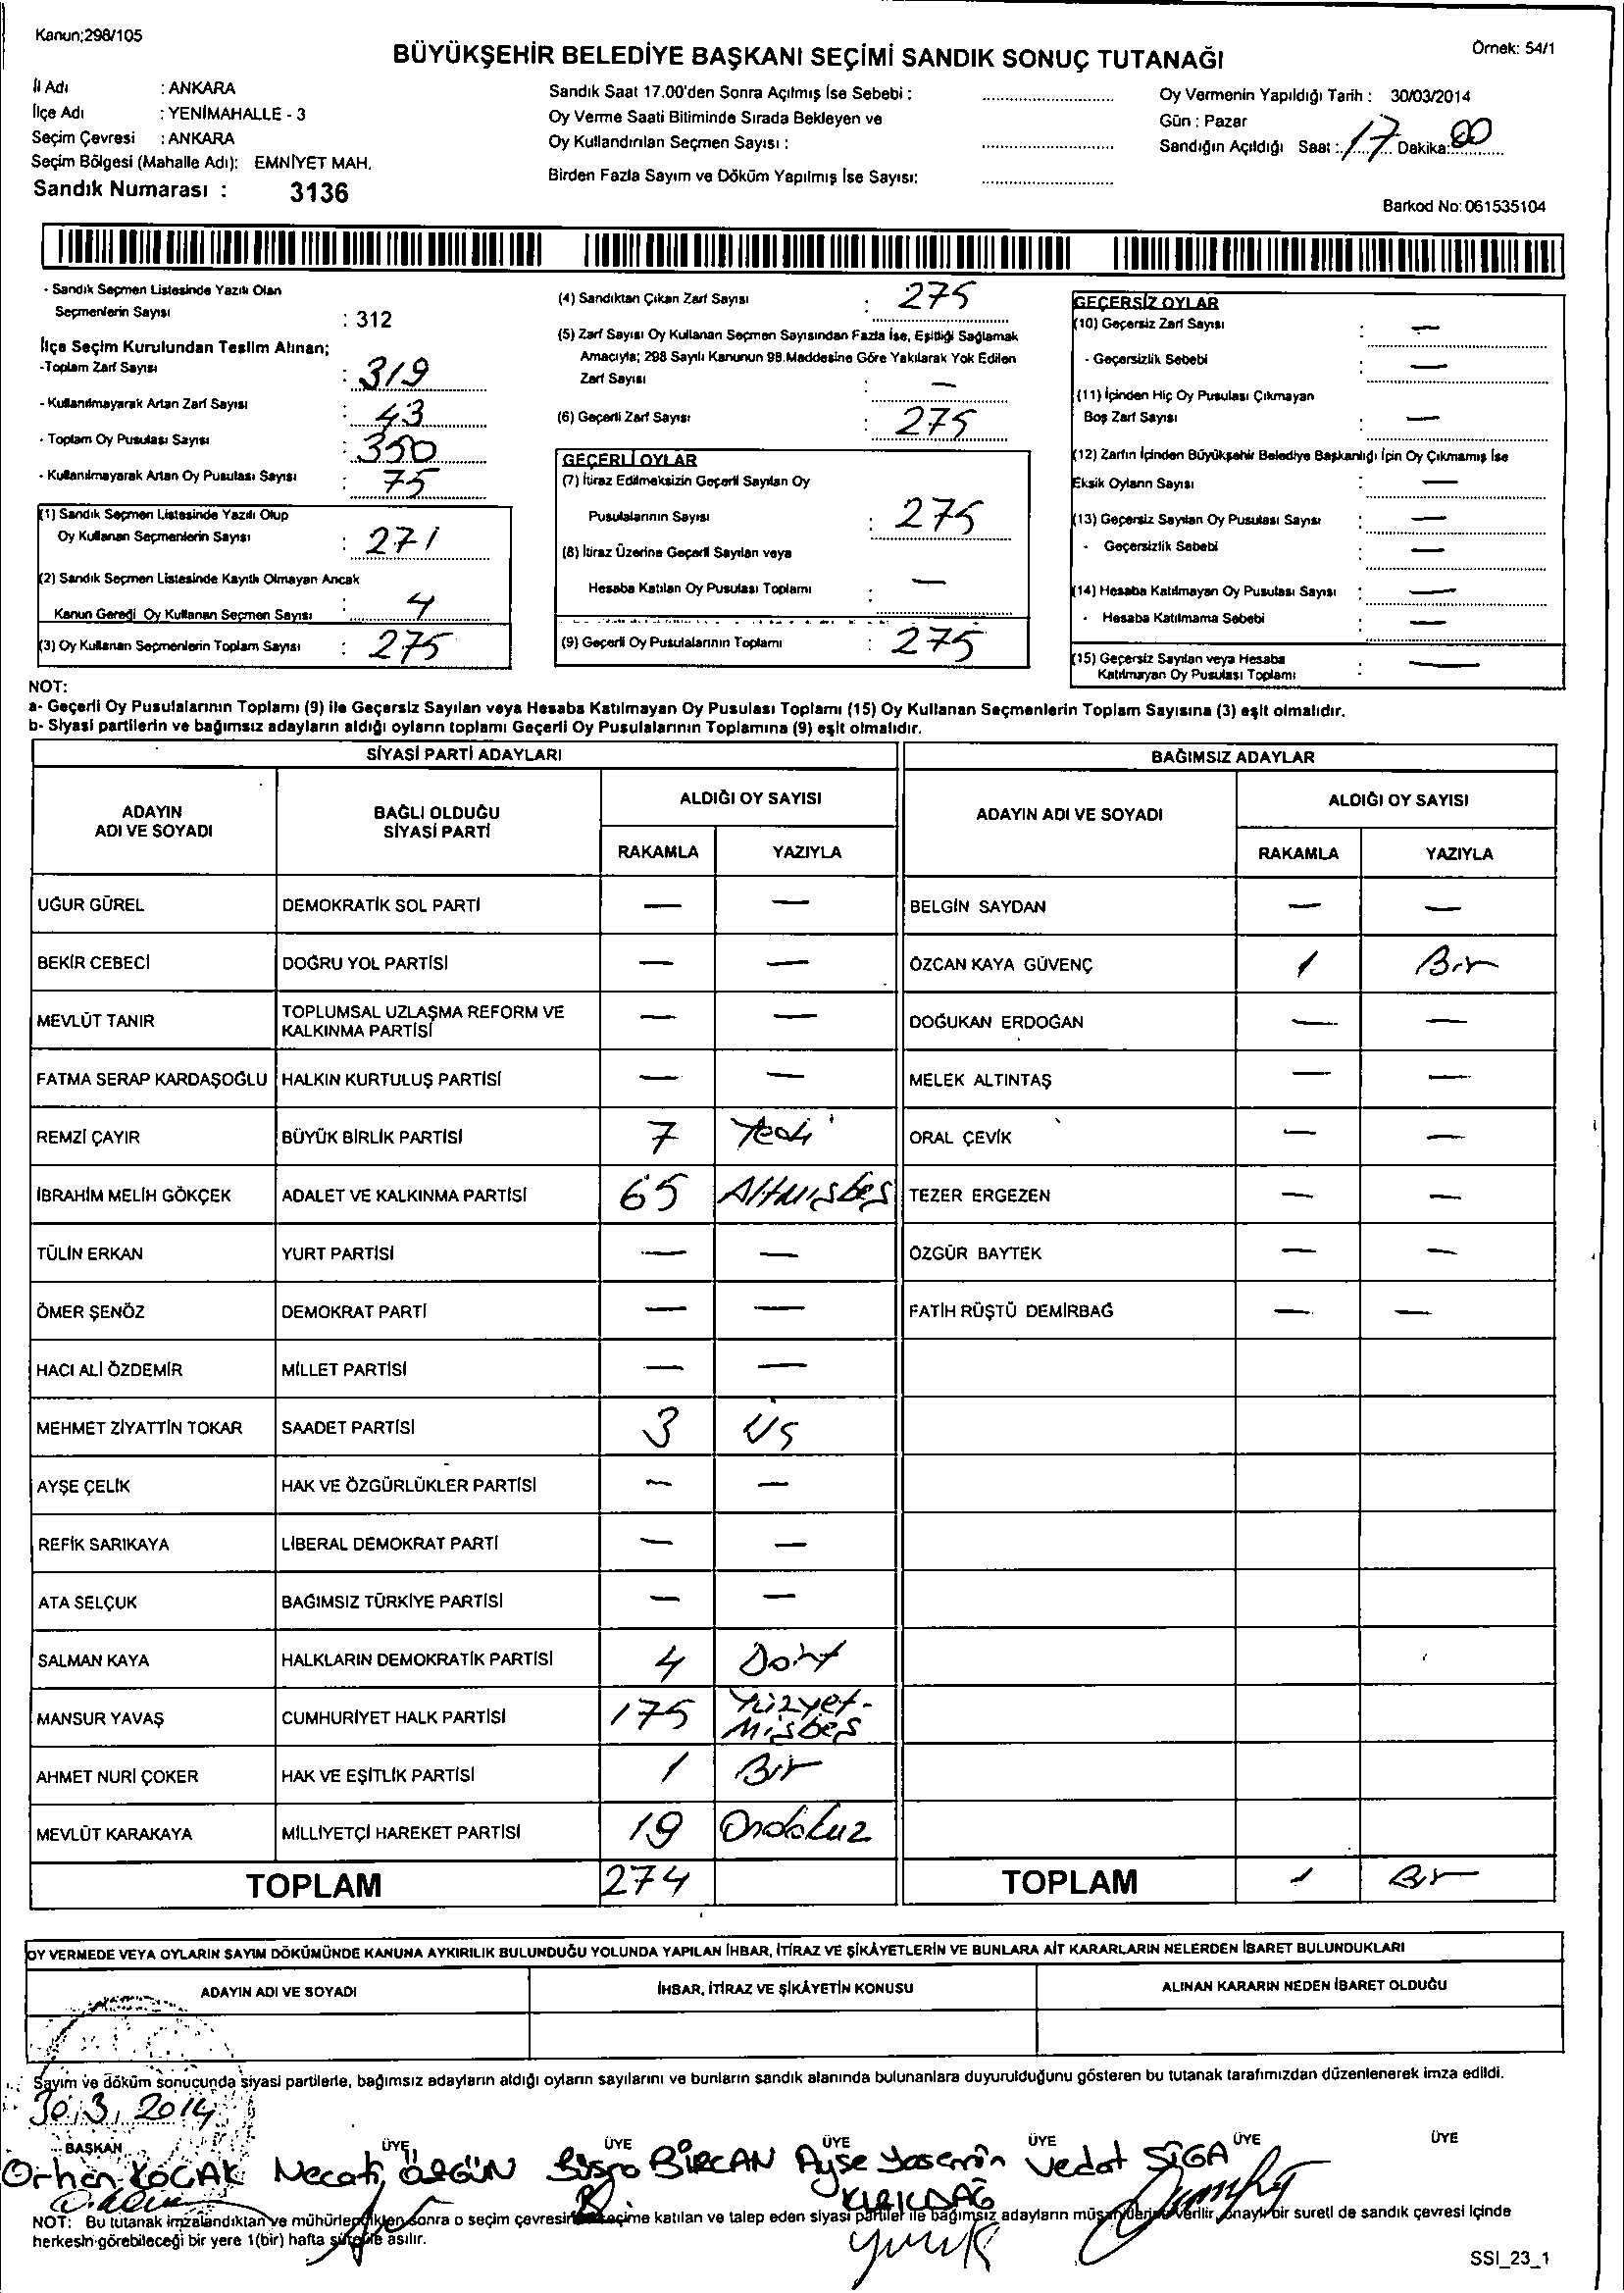 Kanun;298/105
Örnek: 54/1
BÜYÜKŞEHİR BELEDİYE BAŞKANI SEÇİMİ SANDIK SONUÇ TUTANAĞI
İl Adı : ANKARA
İlçe Adı : YENİMAHALLE - 3
Seçim Çevresi : ANKARA
Seçim Bölgesi (Mahalle Adı): EMNİYET MAH.
Sandık Numarası : 3136
Sandık Saat 17.00'den Sonra Açılmış İse Sebebi :
Oy Verme Saati Bitiminde Sırada Bekleyen ve
Oy Kullandırılan Seçmen Sayısı :
Birden Fazla Sayım ve Döküm Yapılmış İse Sayısı:
Oy Vermenin Yapıldığı Tarih : 30/03/2014
Gün : Pazar
Sandığın Açıldığı Saat : 17 Dakika: 00
Barkod No: 061535104
- Sandık Seçmen Listesinde Yazılı Olan
Seçmenlerin Sayısı : 312
İlçe Seçim Kurulundan Teslim Alınan;
-Toplam Zarf Sayısı : 319
- Kullanılmayarak Artan Zarf Sayısı : 43
- Toplam Oy Pusulası Sayısı : 350
- Kullanılmayarak Artan Oy Pusulası Sayısı : 75
(1) Sandık Seçmen Listesinde Yazılı Olup
Oy Kullanan Seçmenlerin Sayısı : 271
(2) Sandık Seçmen Listesinde Kayıtlı Olmayan Ancak
Kanun Gereği Oy Kullanan Seçmen Sayısı : 4
(3) Oy Kullanan Seçmenlerin Toplam Sayısı : 275
(4) Sandıktan Çıkan Zarf Sayısı : 275
(5) Zarf Sayısı Oy Kullanan Seçmen Sayısından Fazla İse, Eşitliği Sağlamak
Amacıyla; 298 Sayılı Kanunun 98.Maddesine Göre Yakılarak Yok Edilen
Zarf Sayısı : —
(6) Geçerli Zarf Sayısı : 275
GEÇERLİ OYLAR
(7) İtiraz Edilmeksizin Geçerli Sayılan Oy
Pusulalarının Sayısı : 275
(8) İtiraz Üzerine Geçerli Sayılan veya
Hesaba Katılan Oy Pusulası Toplamı : —
(9) Geçerli Oy Pusulalarının Toplamı : 275
GEÇERSİZ OYLAR
(10) Geçersiz Zarf Sayısı : —
- Geçersizlik Sebebi : —
(11) İçinden Hiç Oy Pusulası Çıkmayan
Boş Zarf Sayısı : —
(12) Zarfın İçinden Büyükşehir Belediye Başkanlığı İçin Oy Çıkmamış İse
Eksik Oyların Sayısı : —
(13) Geçersiz Sayılan Oy Pusulası Sayısı : —
- Geçersizlik Sebebi : —
(14) Hesaba Katılmayan Oy Pusulası Sayısı : —
- Hesaba Katılmama Sebebi : —
(15) Geçersiz Sayılan veya Hesaba
Katılmayan Oy Pusulası Toplamı : —
NOT:
a- Geçerli Oy Pusulalarının Toplamı (9) ile Geçersiz Sayılan veya Hesaba Katılmayan Oy Pusulası Toplamı (15) Oy Kullanan Seçmenlerin Toplam Sayısına (3) eşit olmalıdır.
b- Siyasi partilerin ve bağımsız adayların aldığı oyların toplamı Geçerli Oy Pusulalarının Toplamına (9) eşit olmalıdır.
SİYASİ PARTİ ADAYLARI BAĞIMSIZ ADAYLAR
ADAYIN ADI VE SOYADI BAĞLI OLDUĞU SİYASİ PARTİ ALDIĞI OY SAYISI ADAYIN ADI VE SOYADI ALDIĞI OY SAYISI
RAKAMLA YAZIYLA RAKAMLA YAZIYLA
UĞUR GÜREL DEMOKRATİK SOL PARTİ — — BELGİN SAYDAN — —
BEKİR CEBECİ DOĞRU YOL PARTİSİ — — ÖZCAN KAYA GÜVENÇ 1 Bir
MEVLÜT TANIR TOPLUMSAL UZLAŞMA REFORM VE KALKINMA PARTİSİ — — DOĞUKAN ERDOĞAN — —
FATMA SERAP KARDAŞOĞLU HALKIN KURTULUŞ PARTİSİ — — MELEK ALTINTAŞ — —
REMZİ ÇAYIR BÜYÜK BİRLİK PARTİSİ 7 Yedi ORAL ÇEVİK — —
İBRAHİM MELİH GÖKÇEK ADALET VE KALKINMA PARTİSİ 65 Altmışbeş TEZER ERGEZEN — —
TÜLİN ERKAN YURT PARTİSİ — — ÖZGÜR BAYTEK — —
ÖMER ŞENÖZ DEMOKRAT PARTİ — — FATİH RÜŞTÜ DEMİRBAĞ — —
HACI ALİ ÖZDEMİR MİLLET PARTİSİ — —
MEHMET ZİYATTİN TOKAR SAADET PARTİSİ 3 Üç
AYŞE ÇELİK HAK VE ÖZGÜRLÜKLER PARTİSİ — —
REFİK SARIKAYA LİBERAL DEMOKRAT PARTİ — —
ATA SELÇUK BAĞIMSIZ TÜRKİYE PARTİSİ — —
SALMAN KAYA HALKLARIN DEMOKRATİK PARTİSİ 4 Dört
MANSUR YAVAŞ CUMHURİYET HALK PARTİSİ 175 Yüzyet-
mişbeş
AHMET NURİ ÇOKER HAK VE EŞİTLİK PARTİSİ 1 Bir
MEVLÜT KARAKAYA MİLLİYETÇİ HAREKET PARTİSİ 19 Ondokuz
TOPLAM 274 TOPLAM 1 Bir
OY VERMEDE VEYA OYLARIN SAYIM DÖKÜMÜNDE KANUNA AYKIRILIK BULUNDUĞU YOLUNDA YAPILAN İHBAR, İTİRAZ VE ŞİKÂYETLERİN VE BUNLARA AİT KARARLARIN NELERDEN İBARET BULUNDUKLARI
ADAYIN ADI VE SOYADI İHBAR, İTİRAZ VE ŞİKÂYETİN KONUSU ALINAN KARARIN NEDEN İBARET OLDUĞU
Sayım ve döküm sonucunda siyasi partilerle, bağımsız adayların aldığı oyların sayılarını ve bunların sandık alanında bulunanlara duyurulduğunu gösteren bu tutanak tarafımızdan düzenlenerek imza edildi.
30.3.2014
BAŞKAN ÜYE ÜYE ÜYE ÜYE ÜYE ÜYE
Orhan KOÇAK Necati ÖZGÜN Büşra BİRCAN Ayşe Yasemin Vedat SIGA
KIRIKDAĞ
NOT: Bu tutanak imzalandıktan ve mühürlendikten sonra o seçim çevresinde seçime katılan ve talep eden siyasi partiler ile bağımsız adayların müşahitlerine verilir, onaylı bir sureti de sandık çevresi içinde
herkesin görebileceği bir yere 1(bir) hafta süre ile asılır.
SSI_23_1